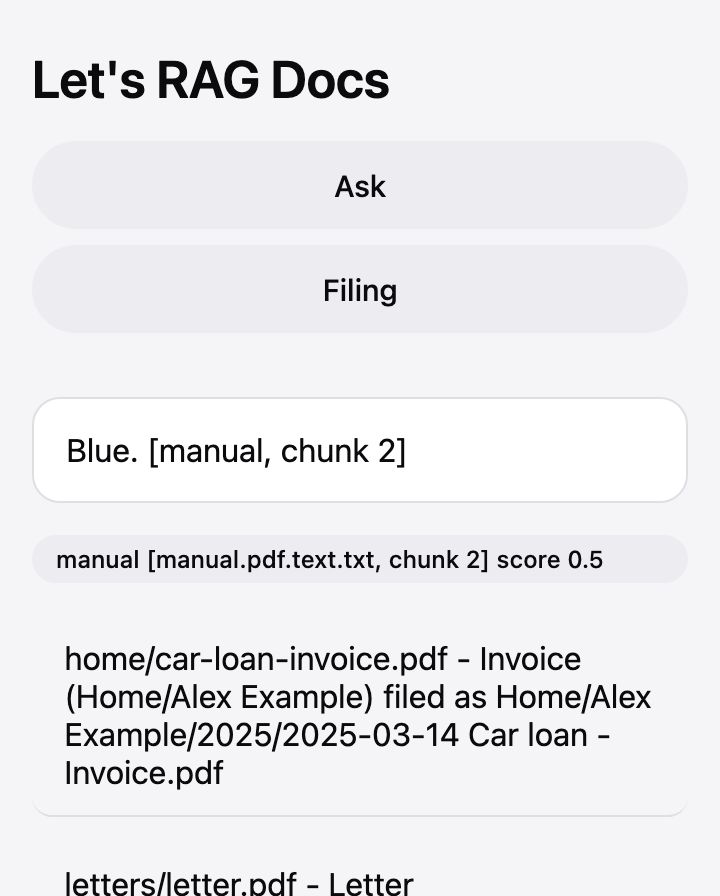 Let's RAG Docs
Ask
Filing
Blue. [manual, chunk 2]
manual [manual.pdf.text.txt, chunk 2] score 0.5
home/car-loan-invoice.pdf - Invoice
(Home/Alex Example) filed as Home/Alex
Example/2025/2025-03-14 Car loan -
Invoice.pdf
letters/letter.pdf - Letter